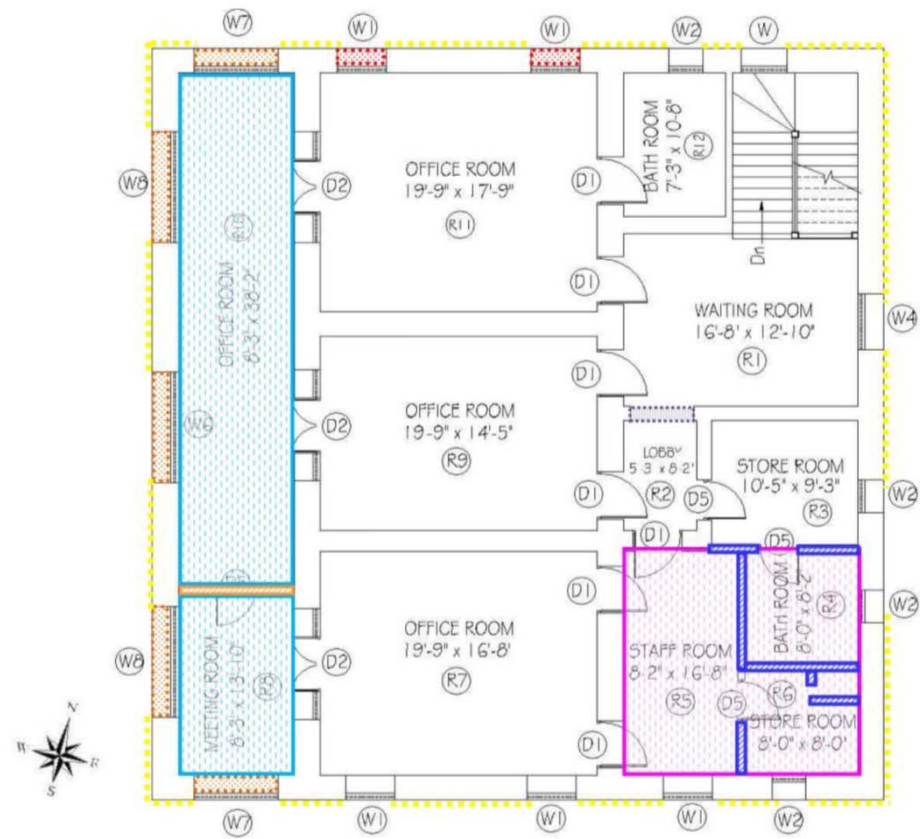 W7
W1
W1
W2
W
W8
OFFICE ROOM
8'-3" x 38'-2"
R10
D2
OFFICE ROOM
19'-9" x 17'-9"
R11
D1
BATH ROOM
7'-3" x 10'-8"
R12
Dn
D1
WAITING ROOM
16'-8' x 12'-10"
R1
W4
D1
W6
D2
OFFICE ROOM
19'-9" x 14'-5"
R9
LOBBY
5'-3 x 8'-2'
R2
D1
D5
STORE ROOM
10'-5" x 9'-3"
R3
W2
D1
D5
D1
BATH ROOM
8'-0" x 8'-2"
R4
W2
W8
MEETING ROOM
8'-3" x 13'-10"
R8
D2
OFFICE ROOM
19'-9" x 16'-8'
R7
STAFF ROOM
8'-2" x 16'-8"
R5
D5
R6
STORE ROOM
8'-0" x 8'-0'
D1
N
W
E
S
W7
W1
W1
W1
W2